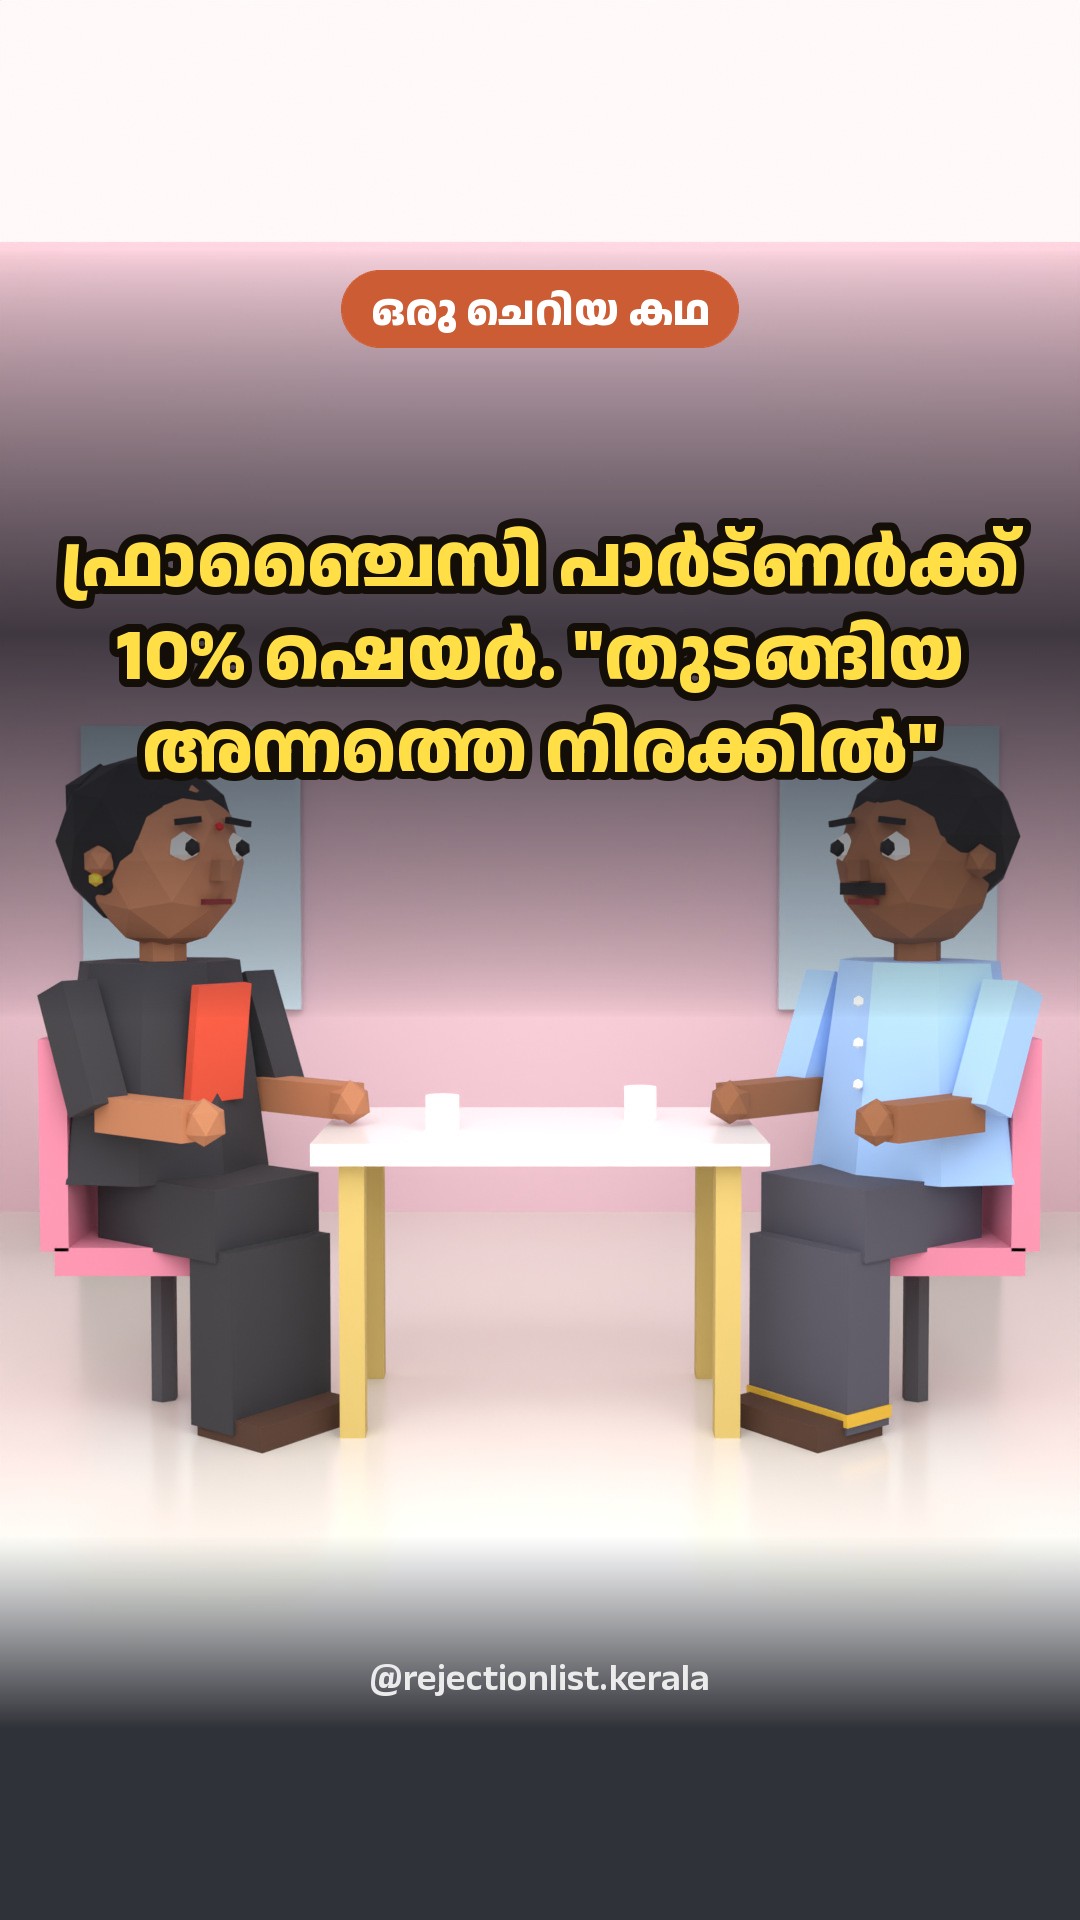 ഒരു ചെറിയ കഥ
ഫ്രാഞ്ചൈസി പാർട്ണർക്ക്
10% ഷെയർ. "തുടങ്ങിയ
അന്നത്തെ നിരക്കിൽ"
@rejectionlist.kerala